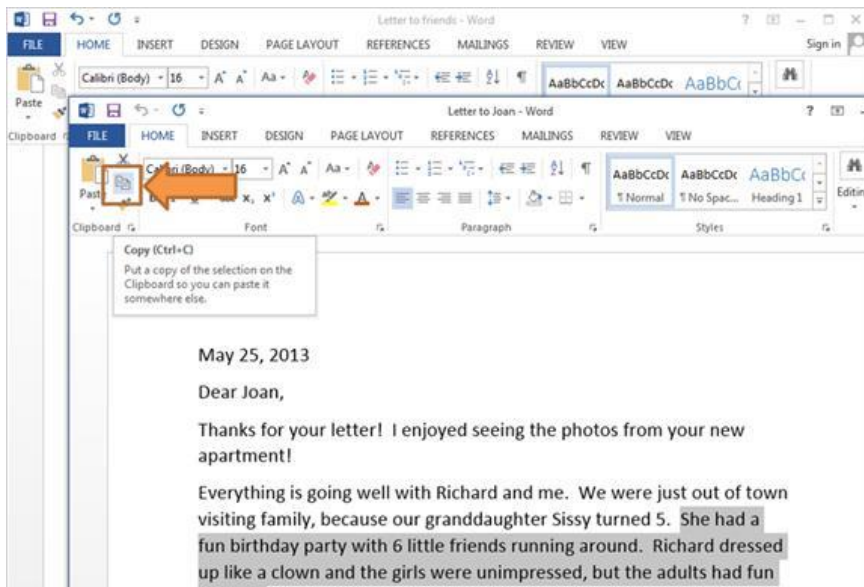 Letter to friends - Word
FILE HOME INSERT DESIGN PAGE LAYOUT REFERENCES MAILINGS REVIEW VIEW Sign in
Calibri (Body) 16 Aa AaBbCcDc AaBbCcDc AaBbCc
Paste
Clipboard
Letter to Joan - Word
FILE HOME INSERT DESIGN PAGE LAYOUT REFERENCES MAILINGS REVIEW VIEW
16 Aa AaBbCcDc AaBbCcDc AaBbCc
¶ Normal ¶ No Spac... Heading 1
Clipboard Font Paragraph Styles
Copy (Ctrl+C)
Put a copy of the selection on the
Clipboard so you can paste it
somewhere else.
May 25, 2013
Dear Joan,
Thanks for your letter! I enjoyed seeing the photos from your new
apartment!
Everything is going well with Richard and me. We were just out of town
visiting family, because our granddaughter Sissy turned 5. She had a
fun birthday party with 6 little friends running around. Richard dressed
up like a clown and the girls were unimpressed, but the adults had fun